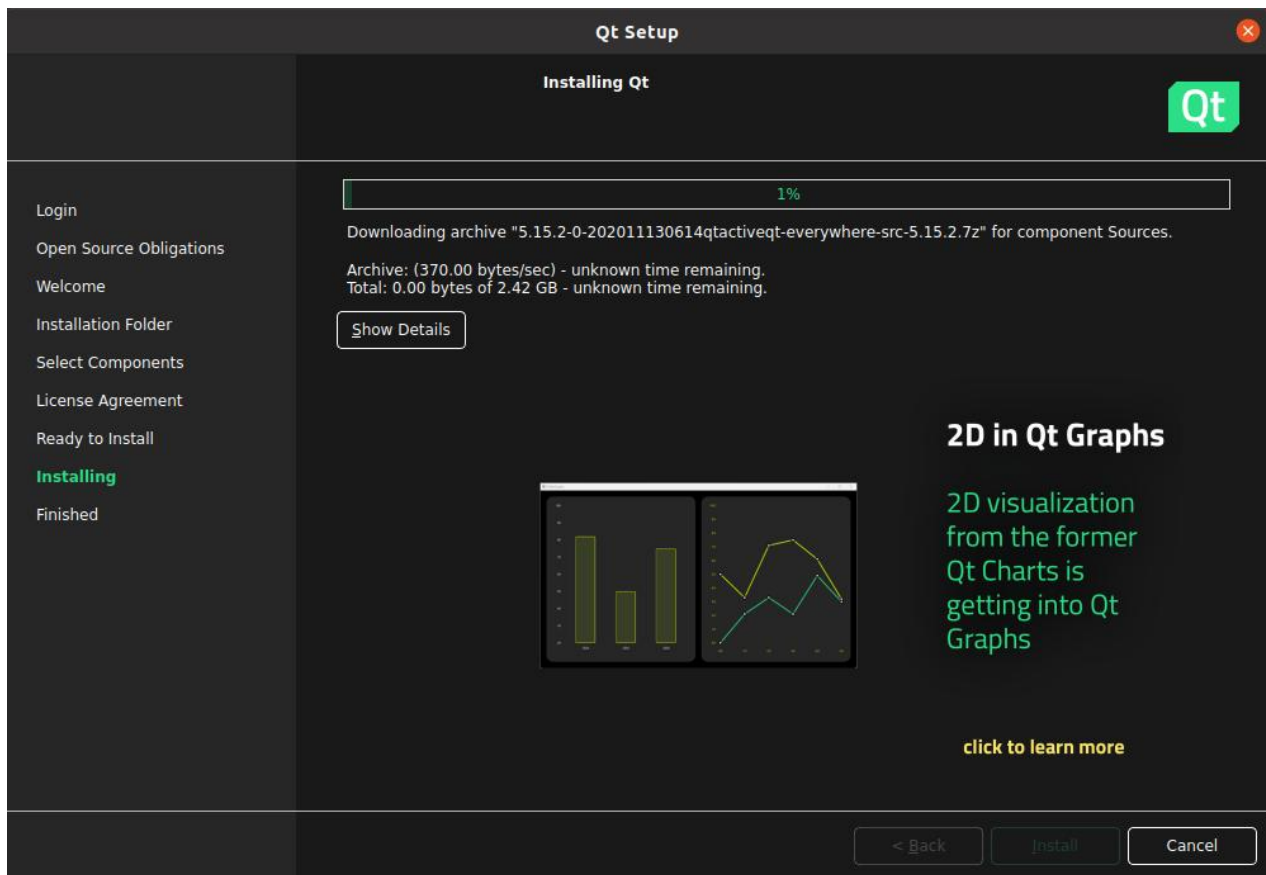 Qt Setup
Installing Qt
Qt
Login
Open Source Obligations
Welcome
Installation Folder
Select Components
License Agreement
Ready to Install
Installing
Finished
1%
Downloading archive "5.15.2-0-202011130614qtactiveqt-everywhere-src-5.15.2.7z" for component Sources.
Archive: (370.00 bytes/sec) - unknown time remaining.
Total: 0.00 bytes of 2.42 GB - unknown time remaining.
Show Details
2D in Qt Graphs
2D visualization
from the former
Qt Charts is
getting into Qt
Graphs
click to learn more
< Back
Install
Cancel